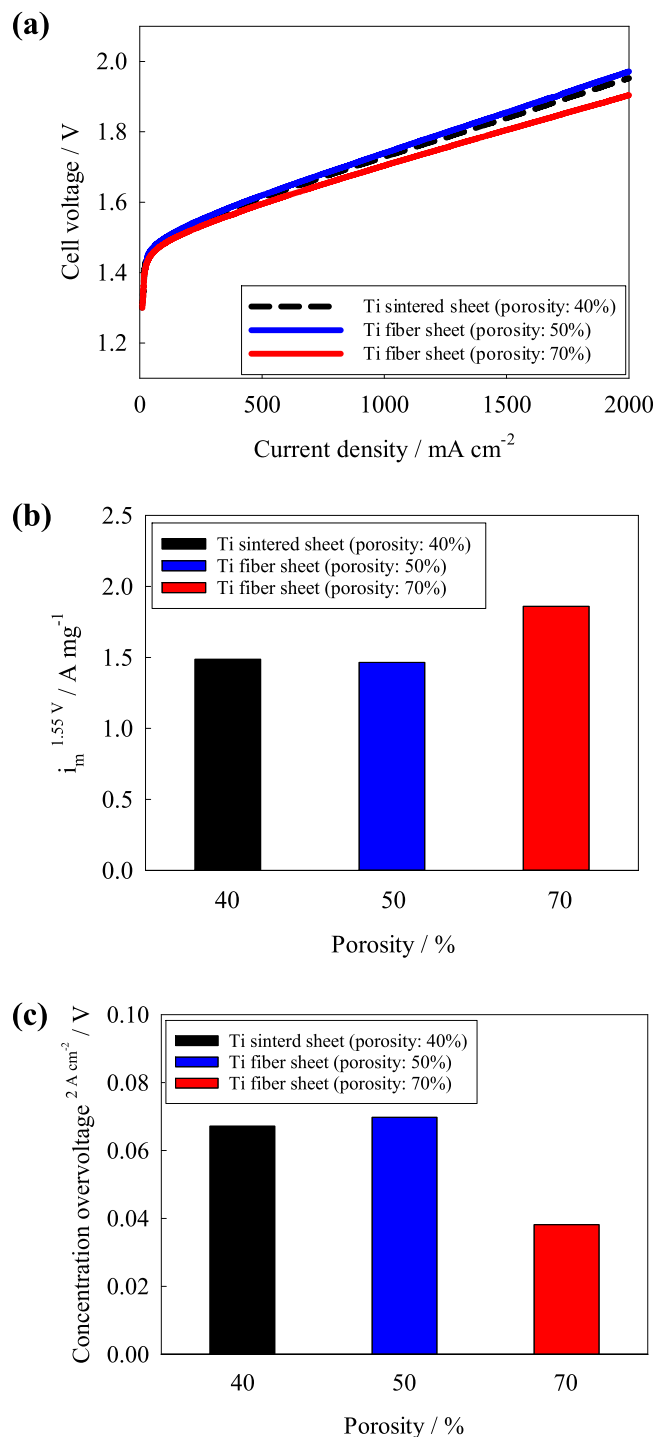 (a)
2.0
1.8
1.6
1.4
1.2
Cell voltage / V
Ti sintered sheet (porosity: 40%)
Ti fiber sheet (porosity: 50%)
Ti fiber sheet (porosity: 70%)
0 500 1000 1500 2000
Current density / mA cm⁻²
(b)
2.5
2.0
1.5
1.0
0.5
0.0
iₘ ¹·⁵⁵ ⱽ / A mg⁻¹
Ti sintered sheet (porosity: 40%)
Ti fiber sheet (porosity: 50%)
Ti fiber sheet (porosity: 70%)
40 50 70
Porosity / %
(c)
0.10
0.08
0.06
0.04
0.02
0.00
Concentration overvoltage ² ᴬ ᶜᵐ⁻² / V
Ti sinterd sheet (porosity: 40%)
Ti fiber sheet (porosity: 50%)
Ti fiber sheet (porosity: 70%)
40 50 70
Porosity / %